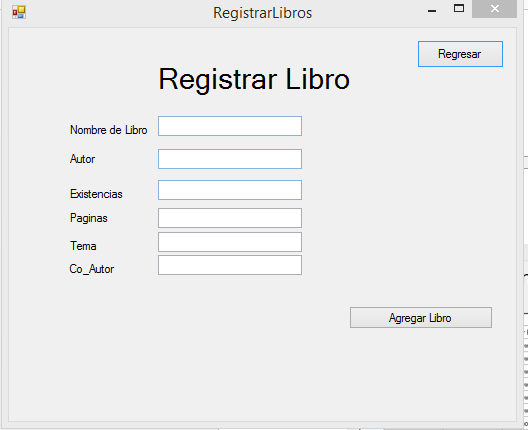 RegistrarLibros
Regresar
Registrar Libro
Nombre de Libro
Autor
Existencias
Paginas
Tema
Co_Autor
Agregar Libro